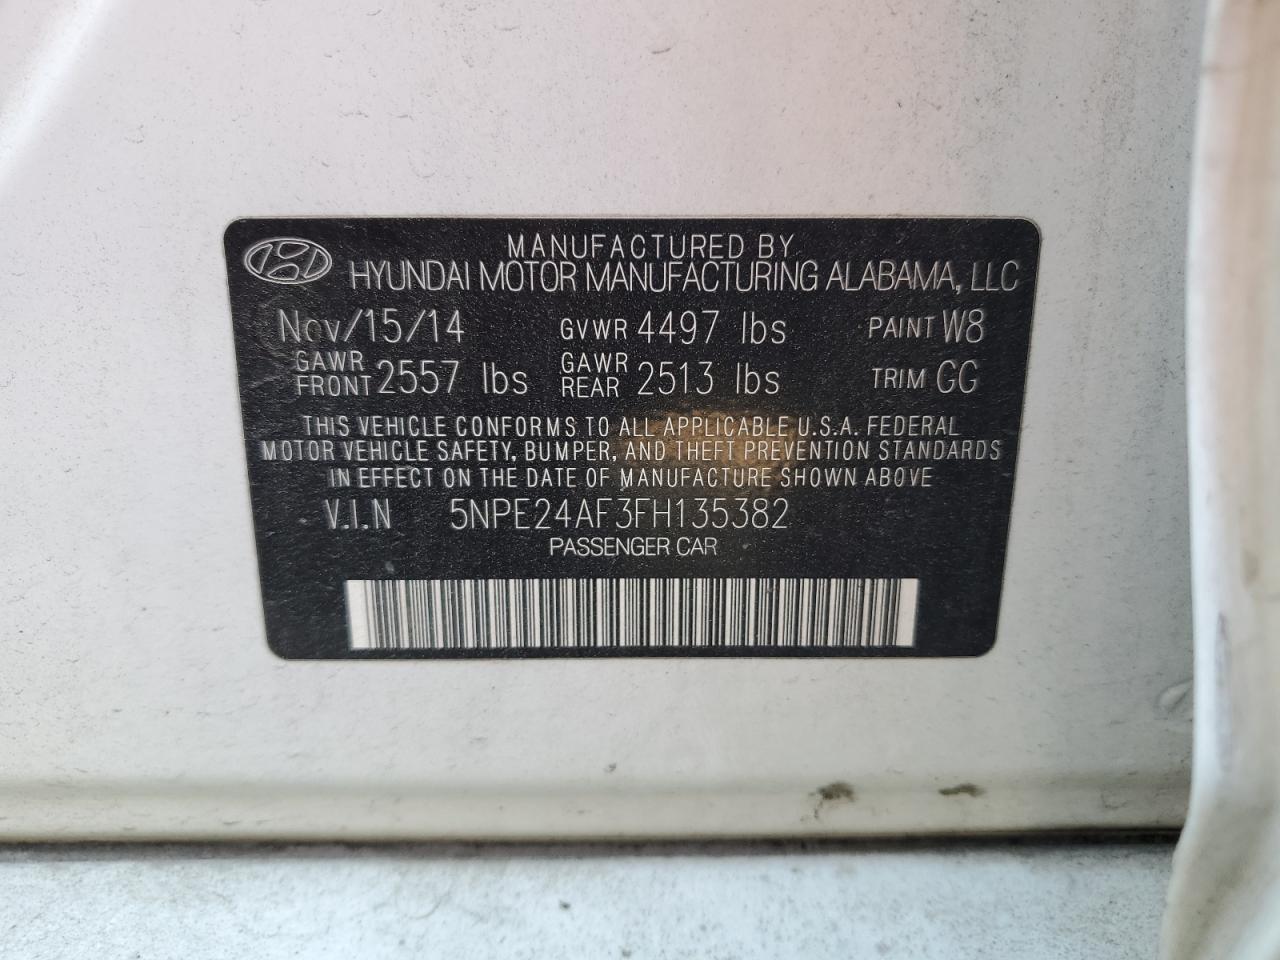 MANUFACTURED BY
HYUNDAI MOTOR MANUFACTURING ALABAMA, LLC
Nov/15/14 GVWR 4497 lbs PAINT W8
GAWR FRONT 2557 lbs GAWR REAR 2513 lbs TRIM GG
THIS VEHICLE CONFORMS TO ALL APPLICABLE U.S.A. FEDERAL
MOTOR VEHICLE SAFETY, BUMPER, AND THEFT PREVENTION STANDARDS
IN EFFECT ON THE DATE OF MANUFACTURE SHOWN ABOVE
V.I.N 5NPE24AF3FH135382
PASSENGER CAR